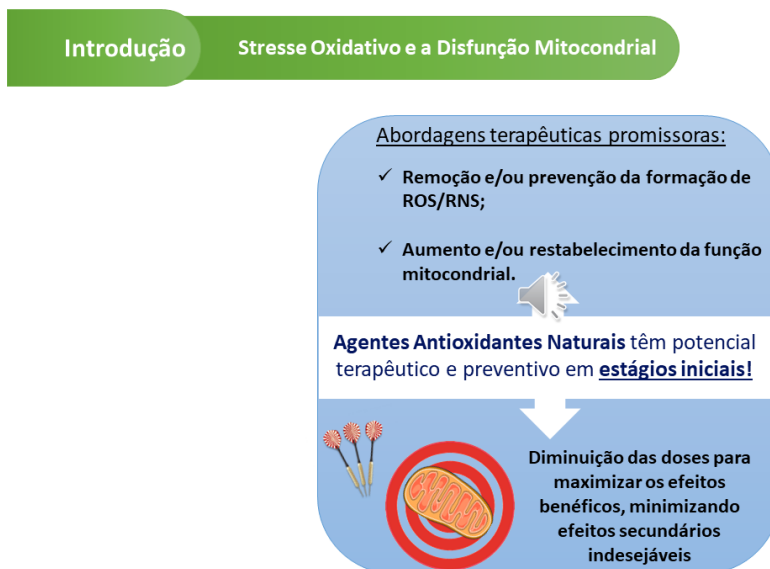 Introdução
Stresse Oxidativo e a Disfunção Mitocondrial
Abordagens terapêuticas promissoras:
✓ Remoção e/ou prevenção da formação de
ROS/RNS;
✓ Aumento e/ou restabelecimento da função
mitocondrial.
Agentes Antioxidantes Naturais têm potencial
terapêutico e preventivo em estágios iniciais!
Diminuição das doses para
maximizar os efeitos
benéficos, minimizando
efeitos secundários
indesejáveis